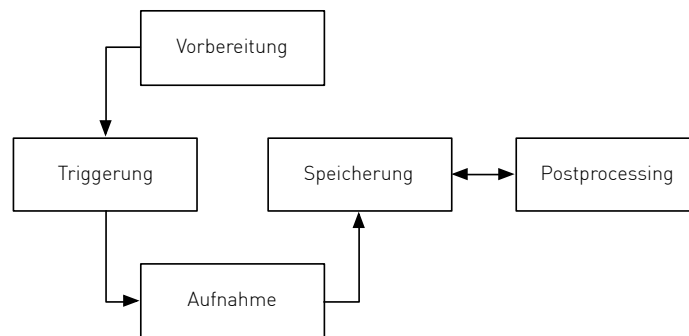 Vorbereitung
Triggerung
Speicherung
Postprocessing
Aufnahme